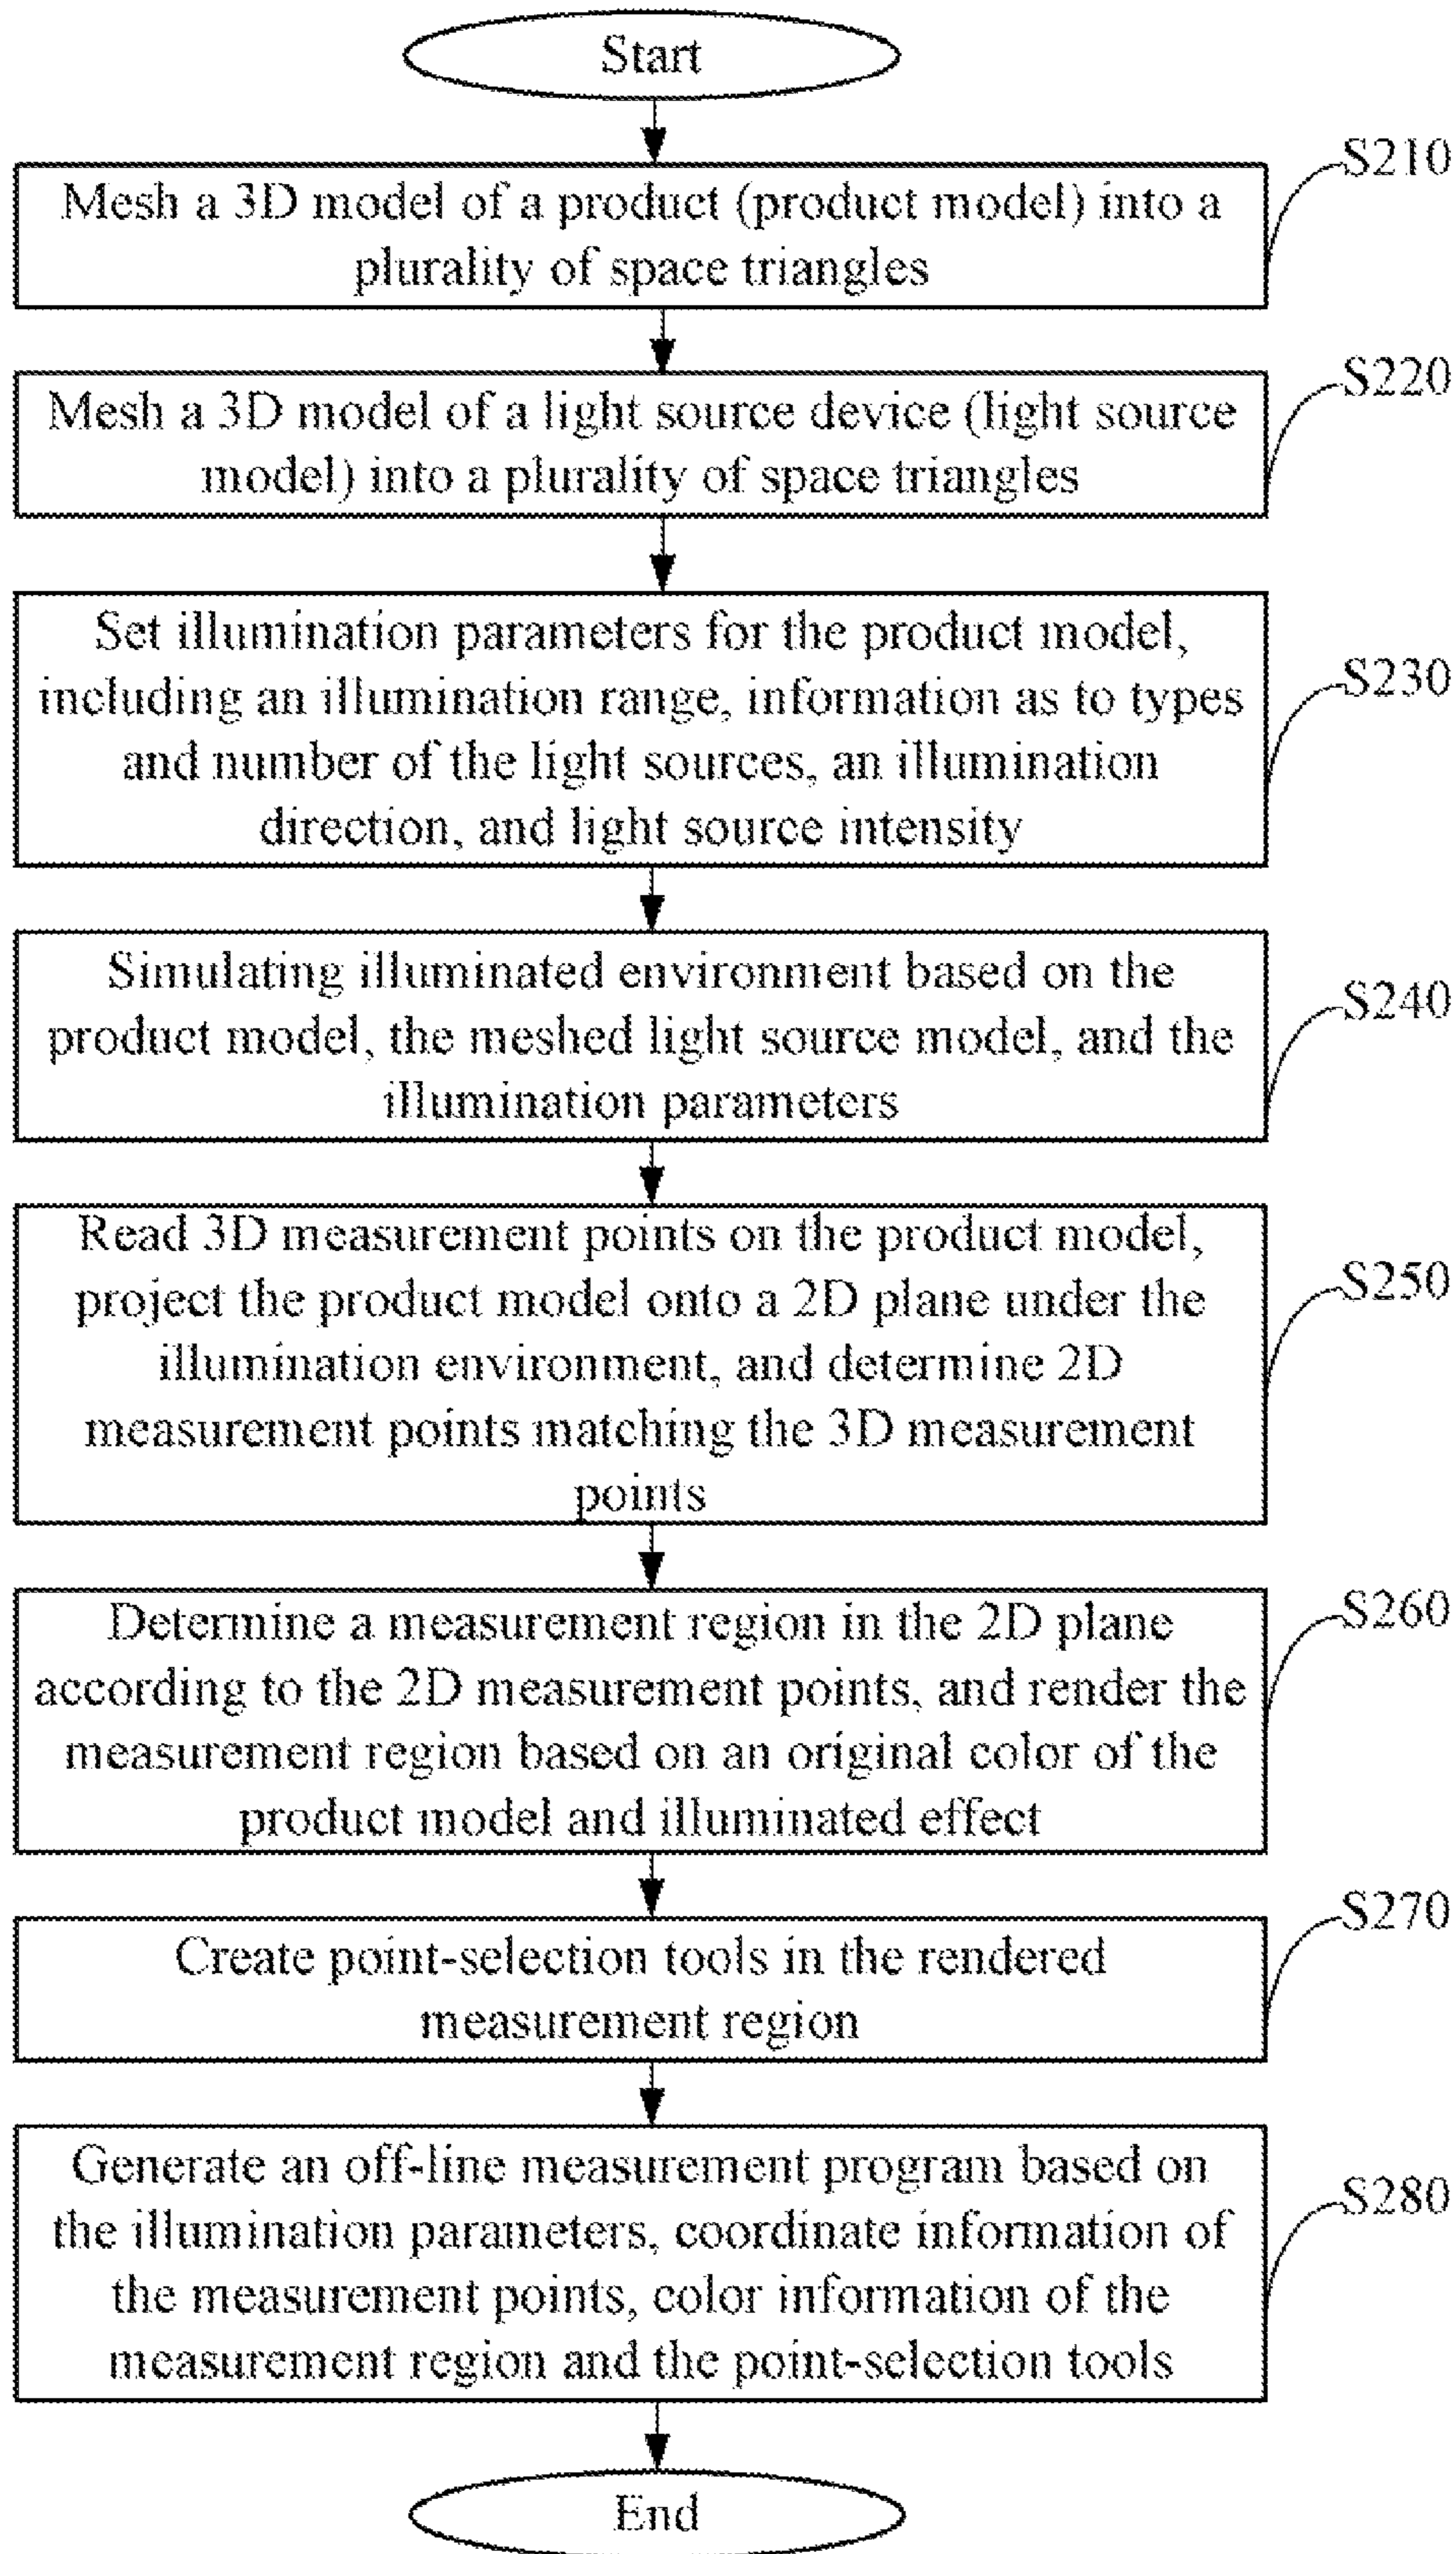 Start
S210
Mesh a 3D model of a product (product model) into a
plurality of space triangles
S220
Mesh a 3D model of a light source device (light source
model) into a plurality of space triangles
S230
Set illumination parameters for the product model,
including an illumination range, information as to types
and number of the light sources, an illumination
direction, and light source intensity
S240
Simulating illuminated environment based on the
product model, the meshed light source model, and the
illumination parameters
S250
Read 3D measurement points on the product model,
project the product model onto a 2D plane under the
illumination environment, and determine 2D
measurement points matching the 3D measurement
points
S260
Determine a measurement region in the 2D plane
according to the 2D measurement points, and render the
measurement region based on an original color of the
product model and illuminated effect
S270
Create point-selection tools in the rendered
measurement region
S280
Generate an off-line measurement program based on
the illumination parameters, coordinate information of
the measurement points, color information of the
measurement region and the point-selection tools
End